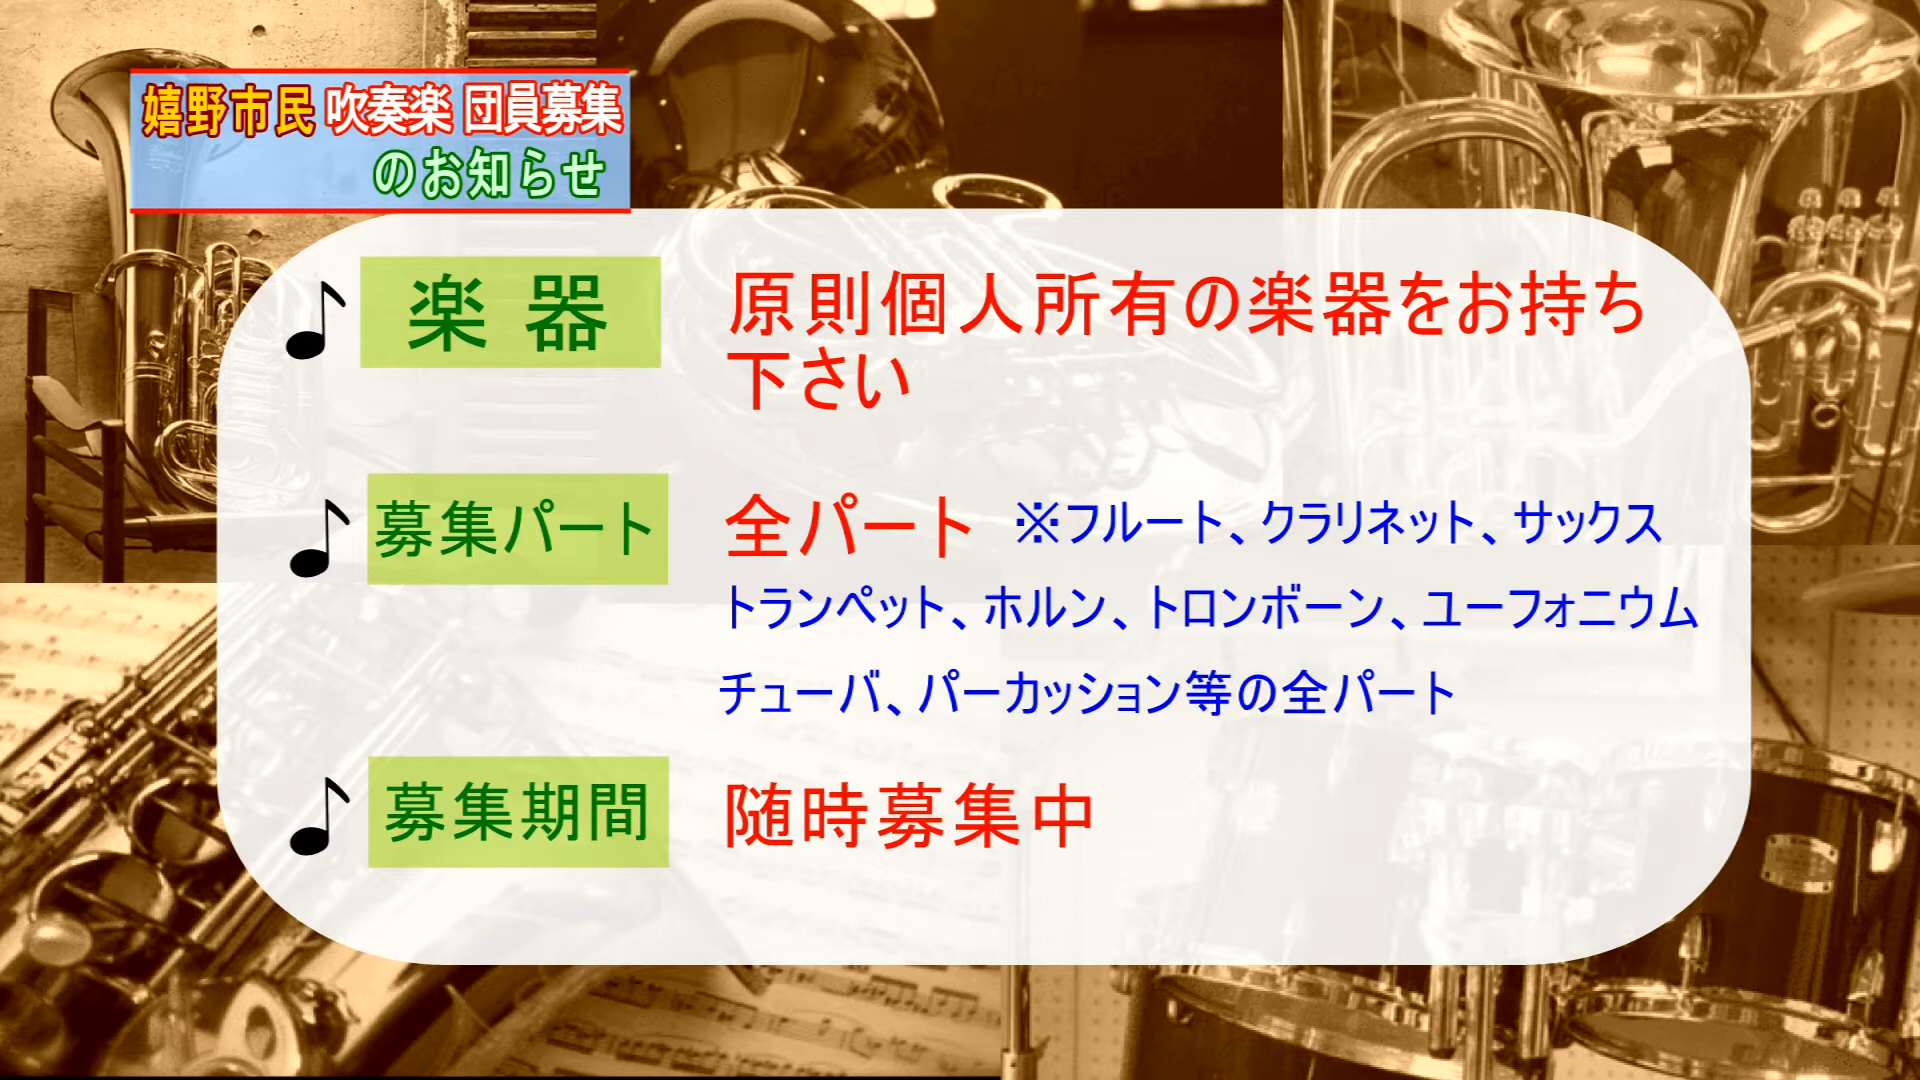 嬉野市民 吹奏楽 団員募集
のお知らせ
楽 器
原則個人所有の楽器をお持ち
下さい
募集パート
全パート ※フルート、クラリネット、サックス
トランペット、ホルン、トロンボーン、ユーフォニウム
チューバ、パーカッション等の全パート
募集期間
随時募集中